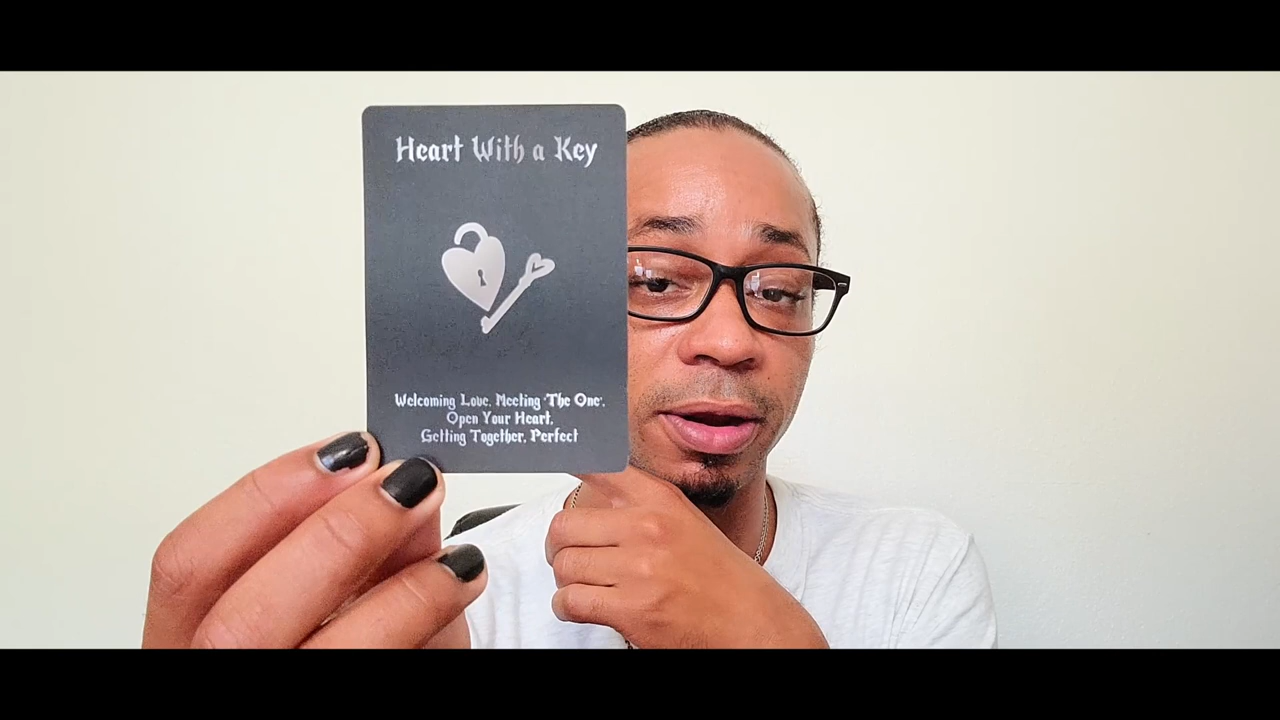 Heart With a Key
Welcoming Love, Meeting 'The One',
Open Your Heart,
Getting Together, Perfect